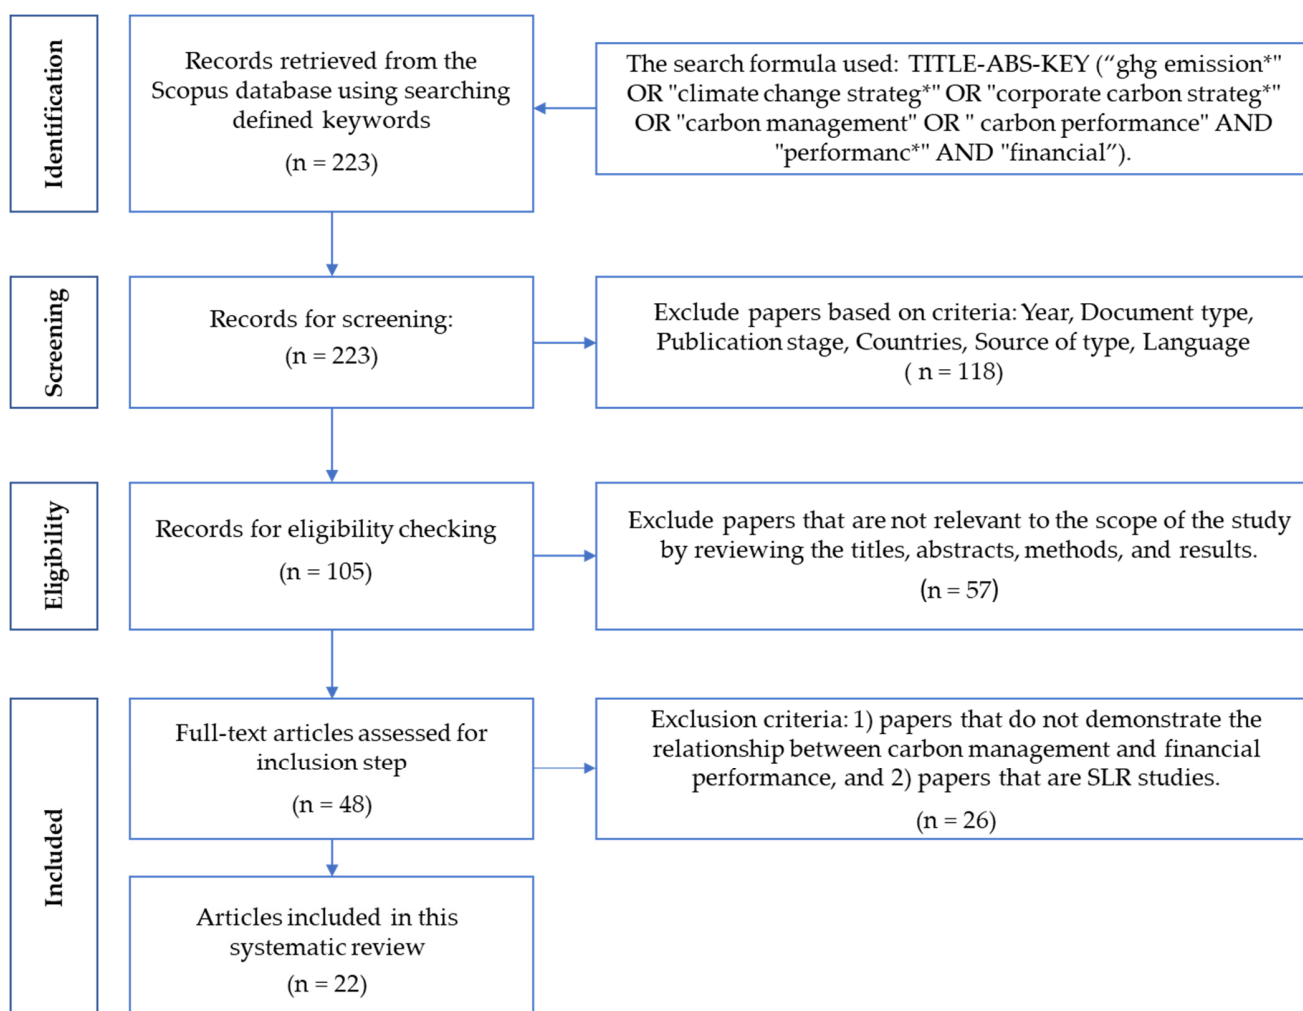 Identification
Records retrieved from the
Scopus database using searching
defined keywords
(n = 223)
The search formula used: TITLE-ABS-KEY (“ghg emission*"
OR "climate change strateg*" OR "corporate carbon strateg*"
OR "carbon management" OR " carbon performance" AND
"performanc*" AND "financial”).
Screening
Records for screening:
(n = 223)
Exclude papers based on criteria: Year, Document type,
Publication stage, Countries, Source of type, Language
( n = 118)
Eligibility
Records for eligibility checking
(n = 105)
Exclude papers that are not relevant to the scope of the study
by reviewing the titles, abstracts, methods, and results.
(n = 57)
Included
Full-text articles assessed for
inclusion step
(n = 48)
Exclusion criteria: 1) papers that do not demonstrate the
relationship between carbon management and financial
performance, and 2) papers that are SLR studies.
(n = 26)
Articles included in this
systematic review
(n = 22)